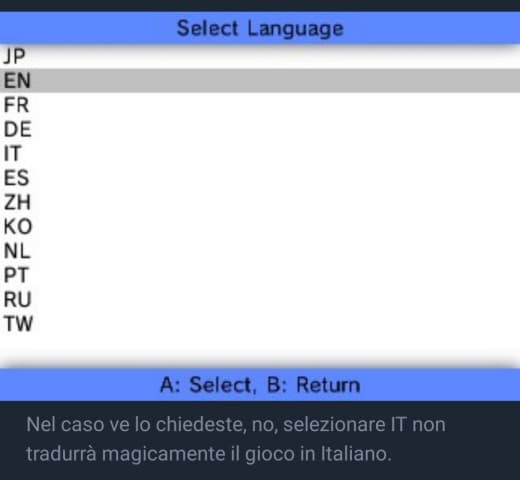 Select Language
JP
EN
FR
DE
IT
ES
ZH
KO
NL
PT
RU
TW
A: Select, B: Return
Nel caso ve lo chiedeste, no, selezionare IT non
tradurrà magicamente il gioco in Italiano.